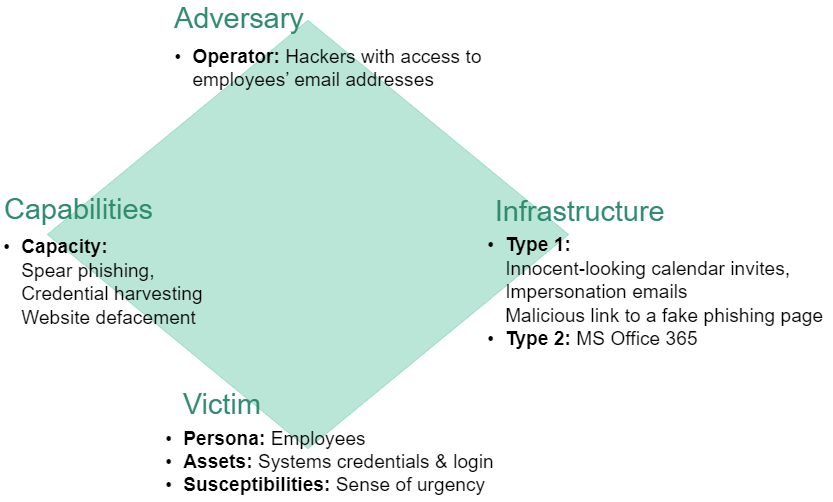 Adversary
• Operator: Hackers with access to
employees’ email addresses
Capabilities
• Capacity:
Spear phishing,
Credential harvesting
Website defacement
Infrastructure
• Type 1:
Innocent-looking calendar invites,
Impersonation emails
Malicious link to a fake phishing page
• Type 2: MS Office 365
Victim
• Persona: Employees
• Assets: Systems credentials & login
• Susceptibilities: Sense of urgency